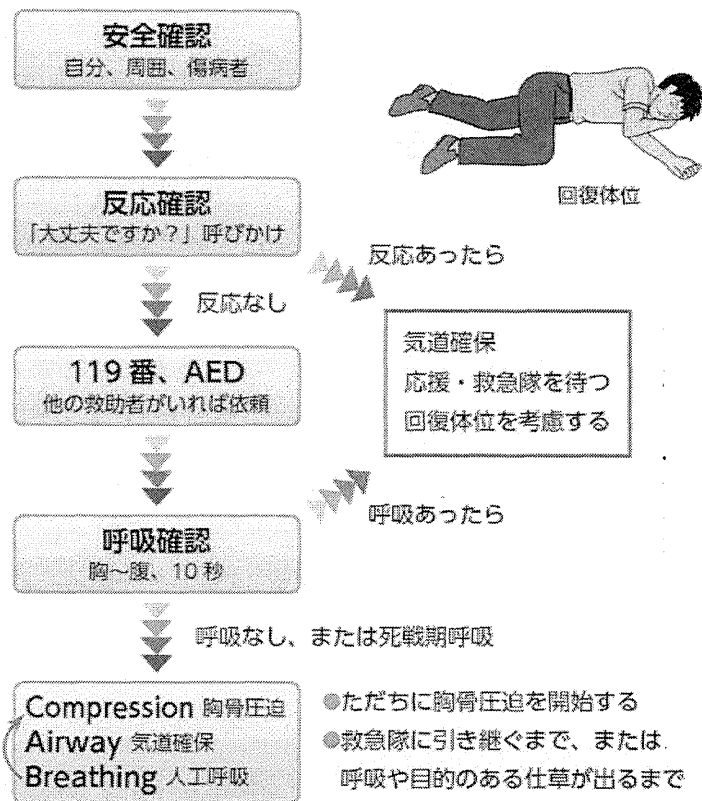 安全確認
自分、周囲、傷病者
回復体位
反応確認
「大丈夫ですか？」呼びかけ
反応あったら
反応なし
気道確保
応援・救急隊を待つ
回復体位を考慮する
119番、AED
他の救助者がいれば依頼
呼吸あったら
呼吸確認
胸～腹、10秒
呼吸なし、または死戦期呼吸
Compression 胸骨圧迫
Airway 気道確保
Breathing 人工呼吸
●ただちに胸骨圧迫を開始する
●救急隊に引き継ぐまで、または
呼吸や目的のある仕草が出るまで